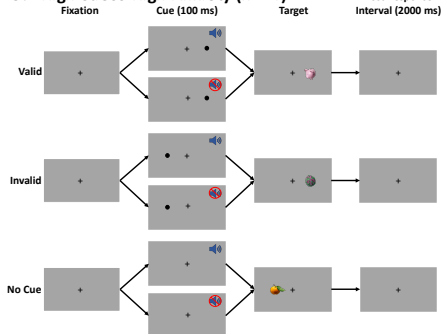 Fixation
Cue (100 ms)
Target
Interval (2000 ms)
Valid
Invalid
No Cue